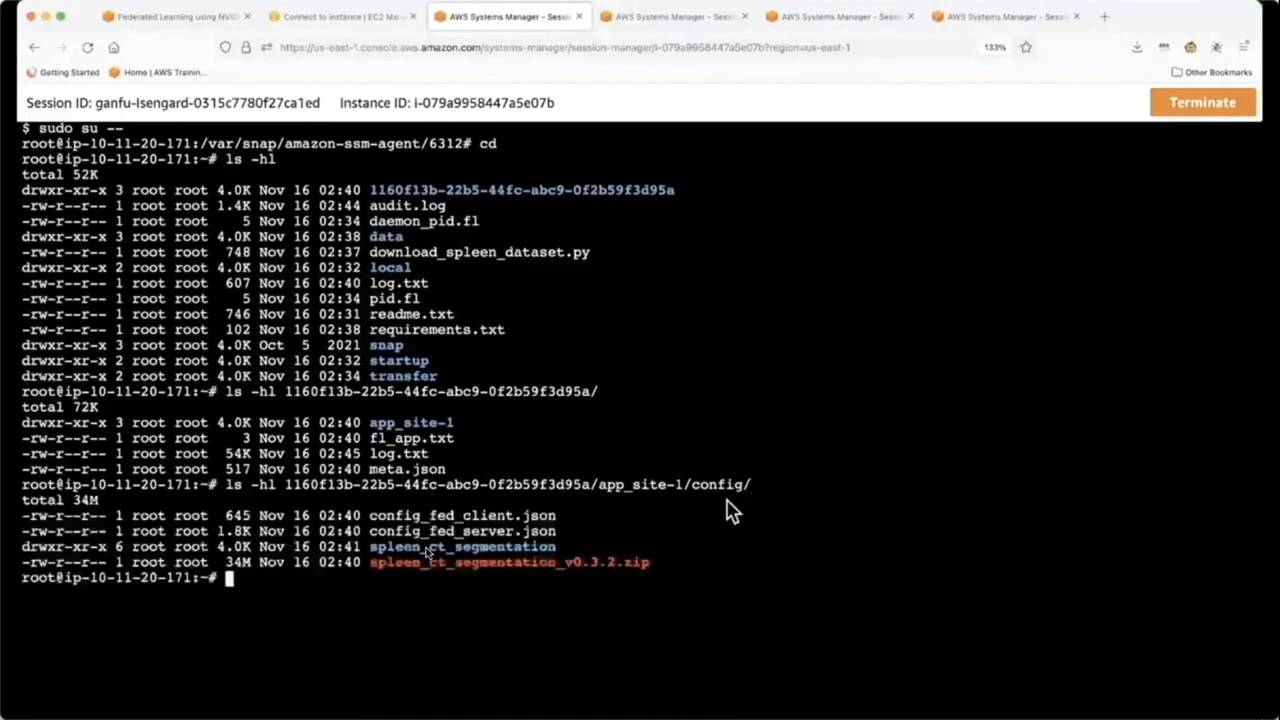 Federated Learning using NVID
Connect to instance | EC2 Man
AWS Systems Manager - Sessi
AWS Systems Manager - Sessi
AWS Systems Manager - Sessi
AWS Systems Manager - Sessi
https://us-east-1.console.aws.amazon.com/systems-manager/session-manager/i-079a9958447a5e07b?region=us-east-1
133%
Getting Started
Home | AWS Trainin...
Other Bookmarks
Session ID: ganfu-Isengard-0315c7780f27ca1ed Instance ID: i-079a9958447a5e07b
Terminate
$ sudo su --
root@ip-10-11-20-171:/var/snap/amazon-ssm-agent/6312# cd
root@ip-10-11-20-171:~# ls -hl
total 52K
drwxr-xr-x 3 root root 4.0K Nov 16 02:40 1160f13b-22b5-44fc-abc9-0f2b59f3d95a
-rw-r--r-- 1 root root 1.4K Nov 16 02:44 audit.log
-rw-r--r-- 1 root root 5 Nov 16 02:34 daemon_pid.fl
drwxr-xr-x 3 root root 4.0K Nov 16 02:38 data
-rw-r--r-- 1 root root 748 Nov 16 02:37 download_spleen_dataset.py
drwxr-xr-x 2 root root 4.0K Nov 16 02:32 local
-rw-r--r-- 1 root root 607 Nov 16 02:40 log.txt
-rw-r--r-- 1 root root 5 Nov 16 02:34 pid.fl
-rw-r--r-- 1 root root 746 Nov 16 02:31 readme.txt
-rw-r--r-- 1 root root 102 Nov 16 02:38 requirements.txt
drwxr-xr-x 3 root root 4.0K Oct 5 2021 snap
drwxr-xr-x 2 root root 4.0K Nov 16 02:32 startup
drwxr-xr-x 2 root root 4.0K Nov 16 02:34 transfer
root@ip-10-11-20-171:~# ls -hl 1160f13b-22b5-44fc-abc9-0f2b59f3d95a/
total 72K
drwxr-xr-x 3 root root 4.0K Nov 16 02:40 app_site-1
-rw-r--r-- 1 root root 3 Nov 16 02:40 fl_app.txt
-rw-r--r-- 1 root root 54K Nov 16 02:45 log.txt
-rw-r--r-- 1 root root 517 Nov 16 02:40 meta.json
root@ip-10-11-20-171:~# ls -hl 1160f13b-22b5-44fc-abc9-0f2b59f3d95a/app_site-1/config/
total 34M
-rw-r--r-- 1 root root 645 Nov 16 02:40 config_fed_client.json
-rw-r--r-- 1 root root 1.8K Nov 16 02:40 config_fed_server.json
drwxr-xr-x 6 root root 4.0K Nov 16 02:41 spleen_ct_segmentation
-rw-r--r-- 1 root root 34M Nov 16 02:40 spleen_ct_segmentation_v0.3.2.zip
root@ip-10-11-20-171:~#